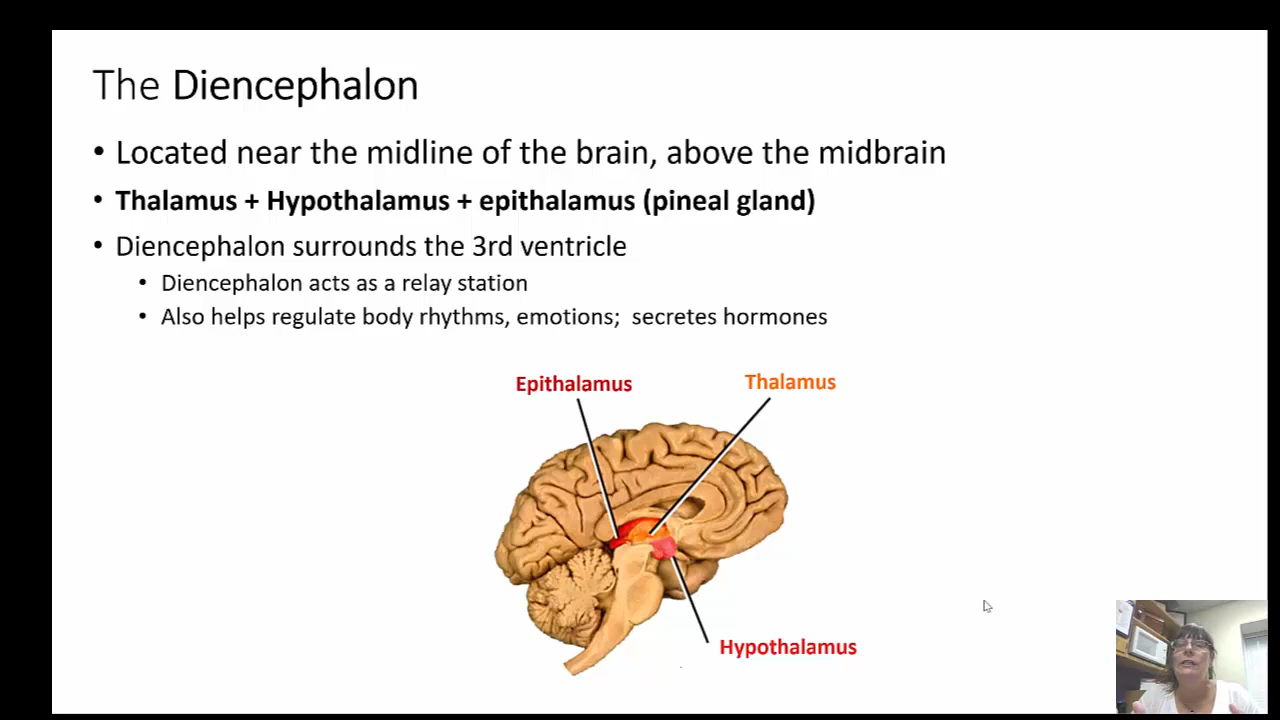 The Diencephalon
• Located near the midline of the brain, above the midbrain
• Thalamus + Hypothalamus + epithalamus (pineal gland)
• Diencephalon surrounds the 3rd ventricle
• Diencephalon acts as a relay station
• Also helps regulate body rhythms, emotions; secretes hormones
Epithalamus
Thalamus
Hypothalamus